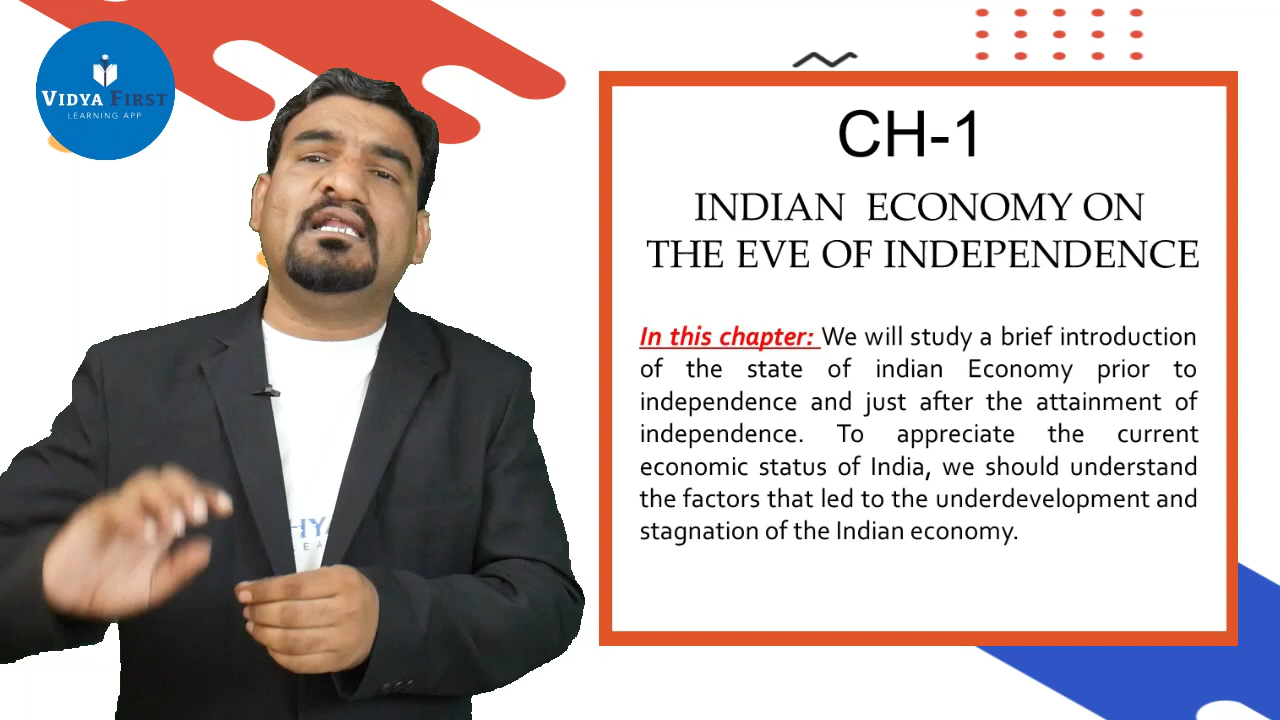 VIDYA FIRST
LEARNING APP
CH-1
INDIAN ECONOMY ON
THE EVE OF INDEPENDENCE
In this chapter: We will study a brief introduction
of the state of indian Economy prior to
independence and just after the attainment of
independence. To appreciate the current
economic status of India, we should understand
the factors that led to the underdevelopment and
stagnation of the Indian economy.